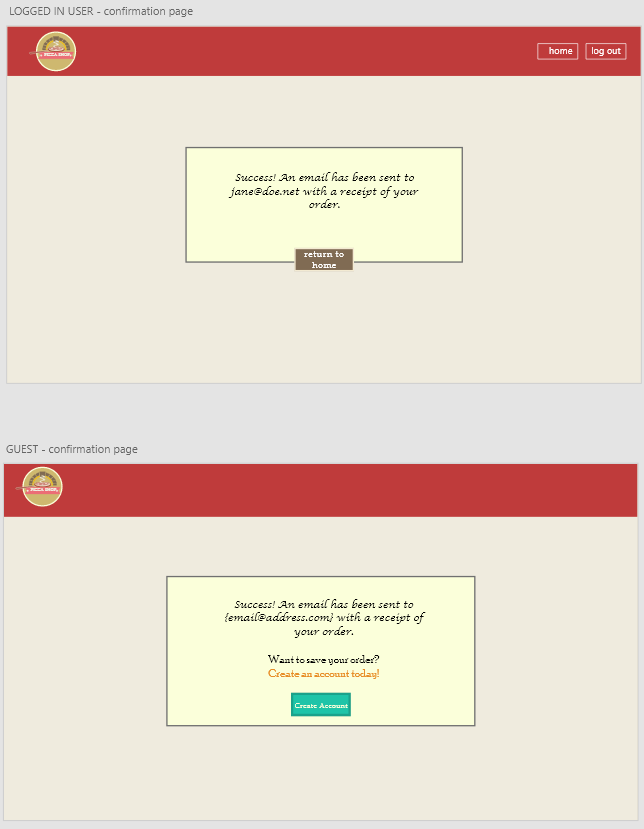 LOGGED IN USER - confirmation page
home
log out
Success! An email has been sent to
jane@doe.net with a receipt of your
order.
return to
home
GUEST - confirmation page
Success! An email has been sent to
{email@address.com} with a receipt of
your order.
Want to save your order?
Create an account today!
Create Account